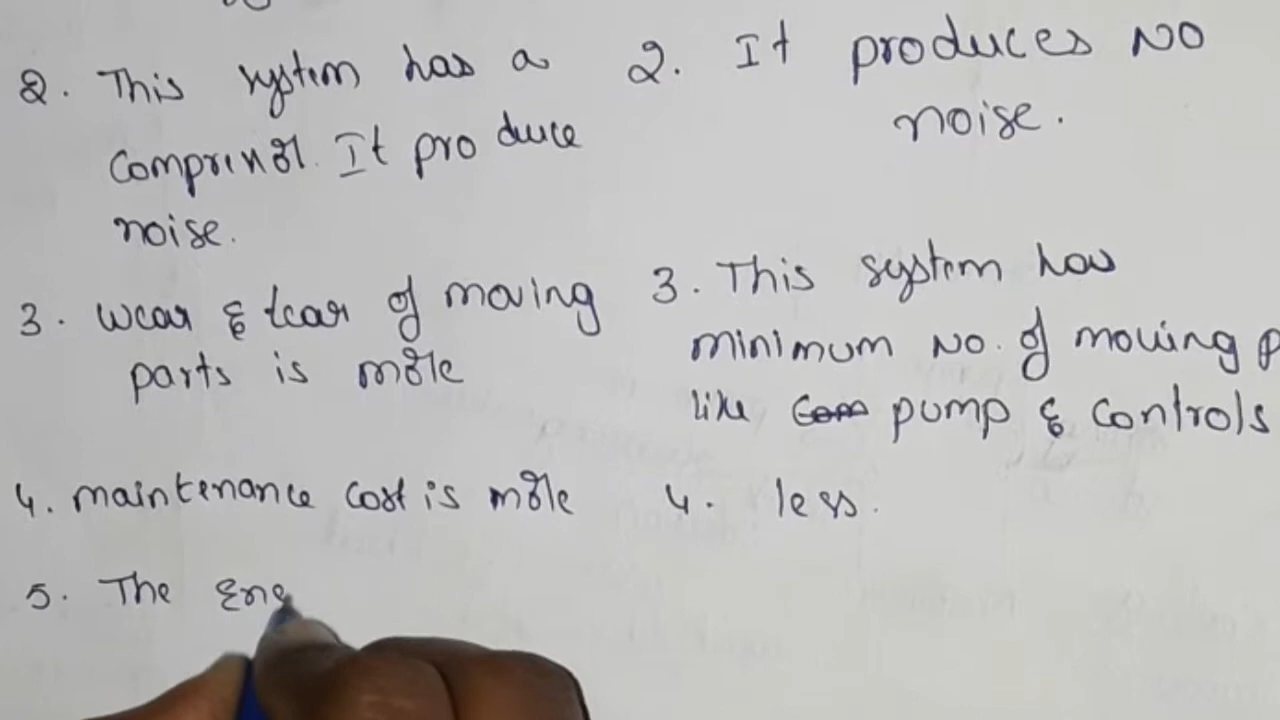 2. This system has a
Compressor. It produce
noise.
3. wear & tear of moving
parts is more
4. maintenance cost is more
5. The Ene
2. It produces NO
noise.
3. This system has
minimum No. of moving p
like pump & controls
4. less.